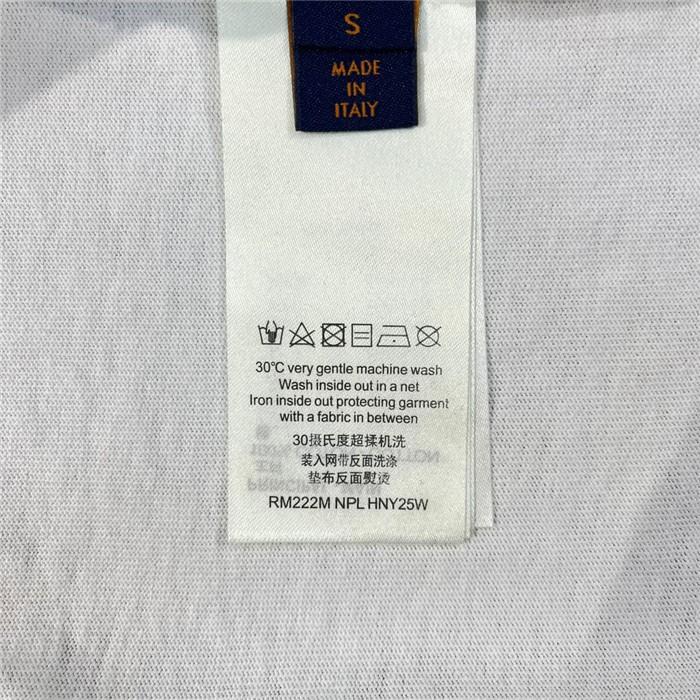 S
MADE
IN
ITALY
30℃ very gentle machine wash
Wash inside out in a net
Iron inside out protecting garment
with a fabric in between
30摄氏度超揉机洗
装入网带反面洗涤
垫布反面熨烫
RM222M NPL HNY25W